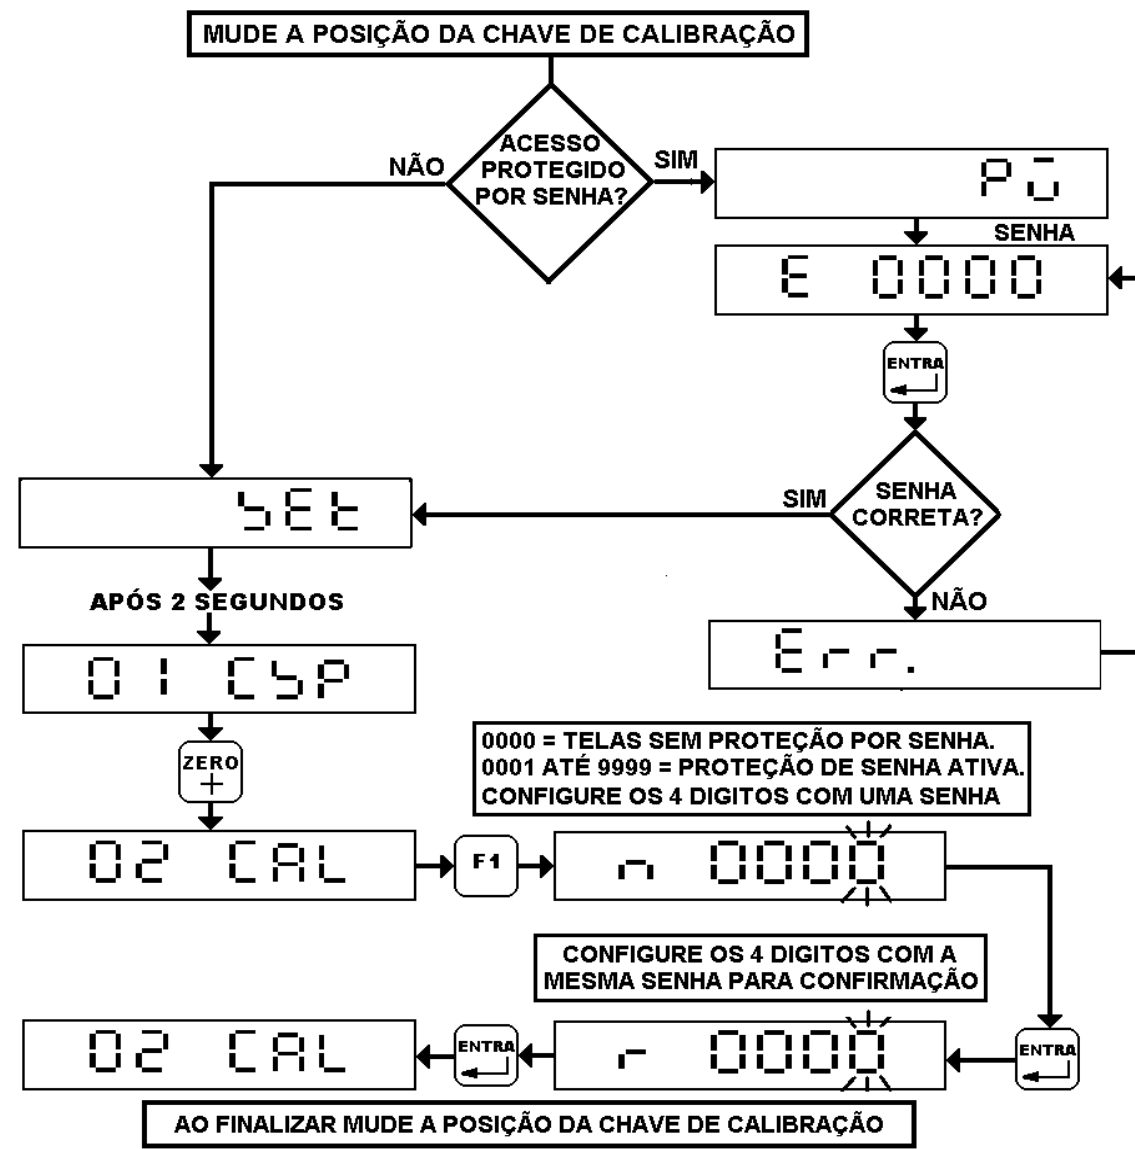 MUDE A POSIÇÃO DA CHAVE DE CALIBRAÇÃO
ACESSO
PROTEGIDO
POR SENHA?
NÃO
SIM
PŪ
SENHA
E 0000
ENTRA
SENHA
CORRETA?
SIM
NÃO
Err.
SEt
APÓS 2 SEGUNDOS
01 CSP
ZERO
+
0000 = TELAS SEM PROTEÇÃO POR SENHA.
0001 ATÉ 9999 = PROTEÇÃO DE SENHA ATIVA.
CONFIGURE OS 4 DIGITOS COM UMA SENHA
02 CAL
F1
n 0000
CONFIGURE OS 4 DIGITOS COM A
MESMA SENHA PARA CONFIRMAÇÃO
ENTRA
r 0000
ENTRA
02 CAL
AO FINALIZAR MUDE A POSIÇÃO DA CHAVE DE CALIBRAÇÃO